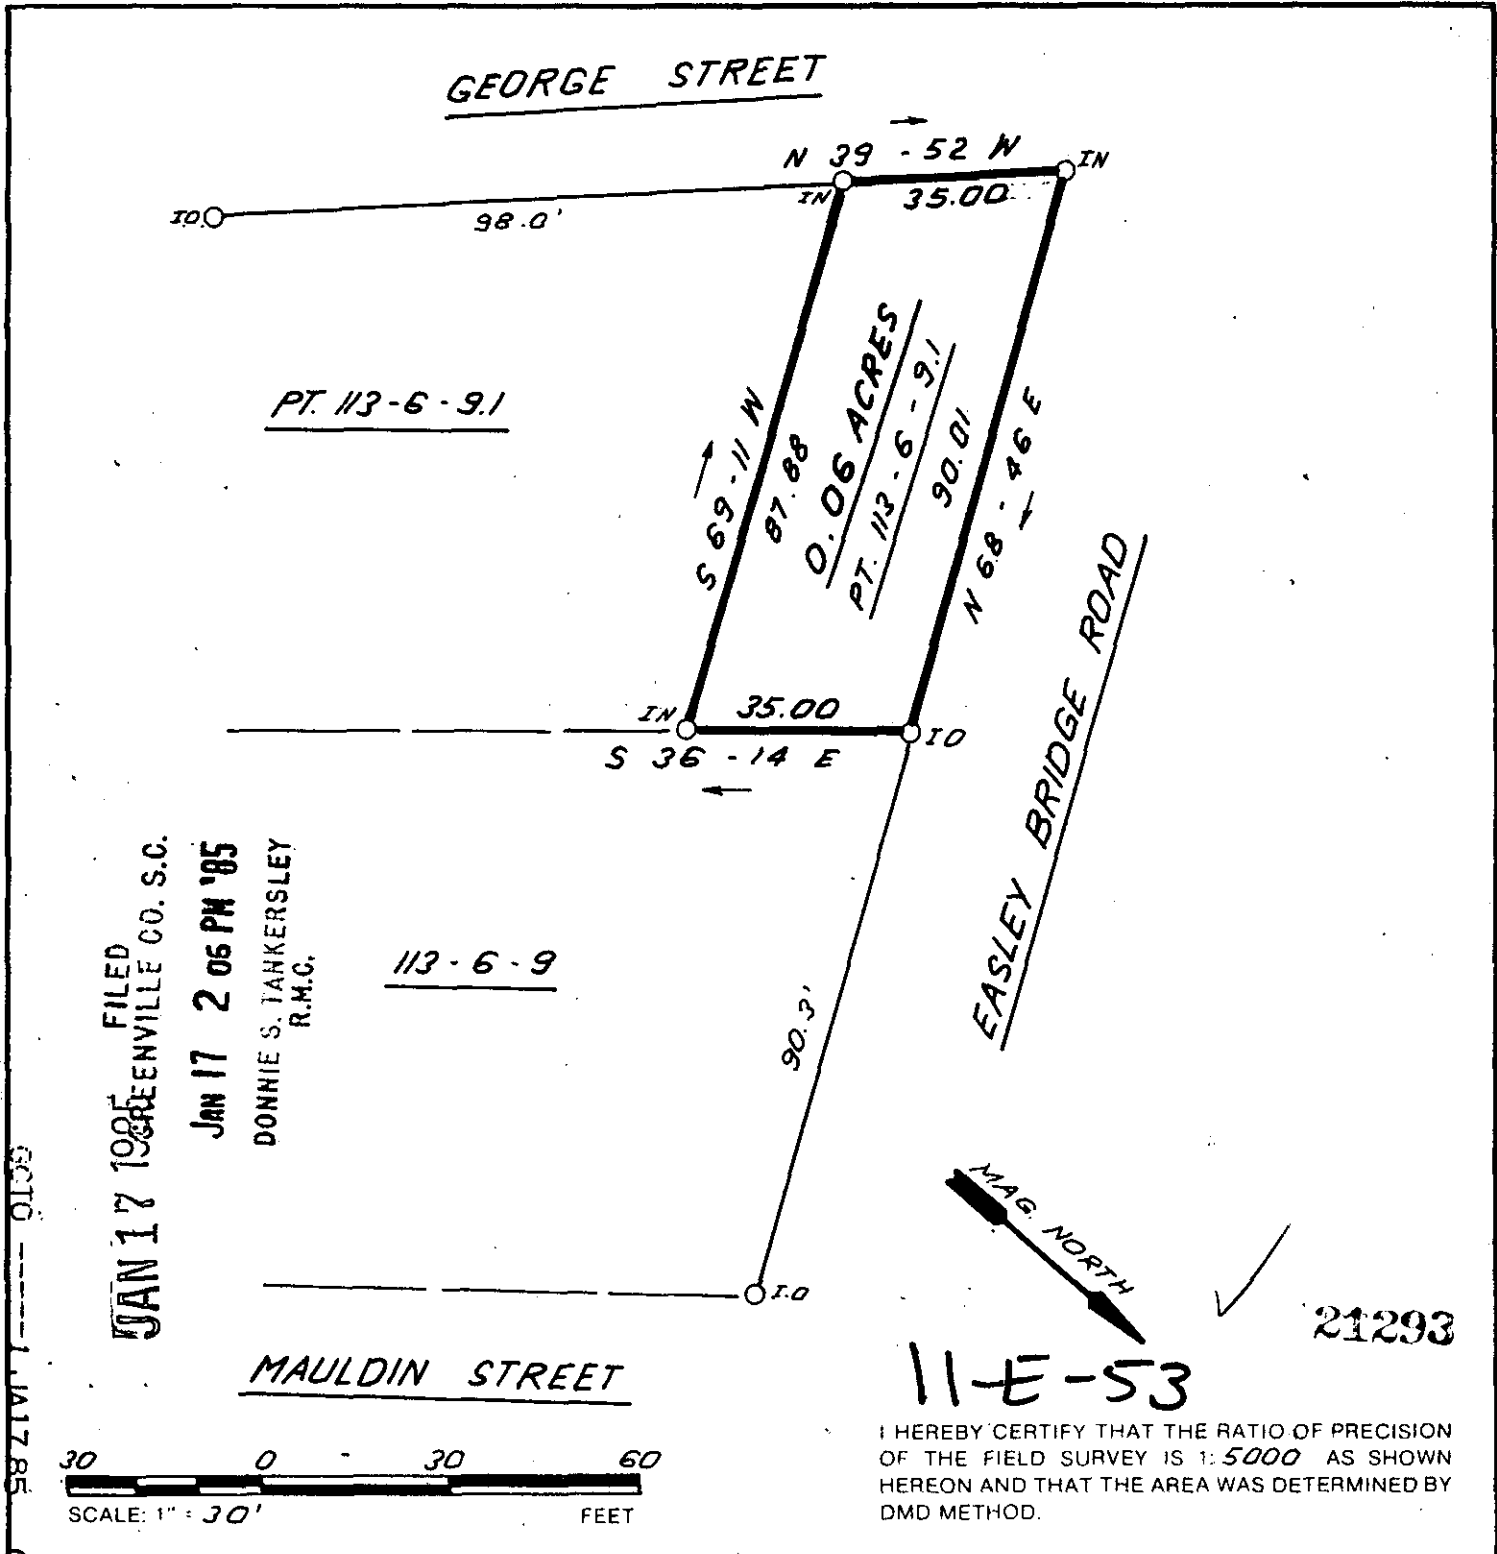 GEORGE STREET
N 39 - 52 W
IN
IN
35.00
IO.
98.0'
PT. 113-6-9.1
S 69-11 W
87.88
0.06 ACRES
PT. 113-6-9.1
90.01
N 68-46 E
IN
35.00
IO
S 36 - 14 E
EASLEY BRIDGE ROAD
FILED
GREENVILLE CO. S.C.
JAN 17 2 06 PM '85
DONNIE S. TANKERSLEY
R.M.C.
JAN 17 1985
113-6-9
90.3'
I.O
MAG. NORTH
MAULDIN STREET
21293
11-E-53
30 0 - 30 60
SCALE: 1" = 30' FEET
I HEREBY CERTIFY THAT THE RATIO OF PRECISION
OF THE FIELD SURVEY IS 1: 5000 AS SHOWN
HEREON AND THAT THE AREA WAS DETERMINED BY
DMD METHOD.
GCTO ------1 JA17 85